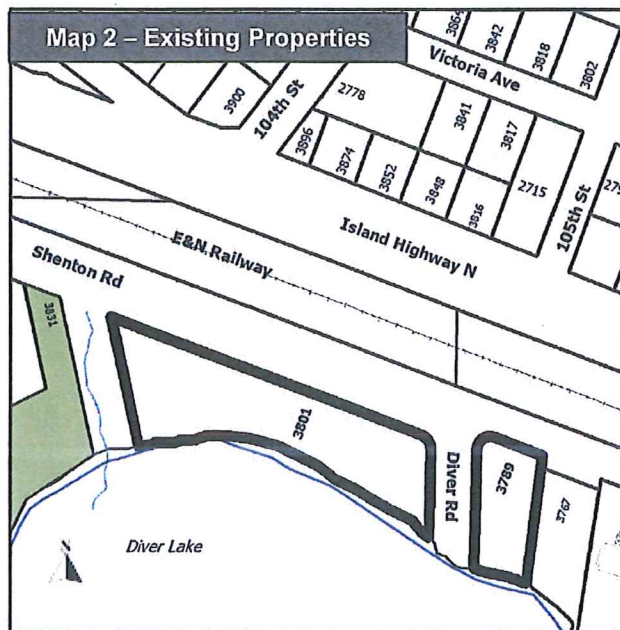 Map 2 – Existing Properties
3864
3842
3818
3802
Victoria Ave
3900
104th St
2778
3841
3817
3896
3874
3852
3848
3816
2715
105th St
Island Highway N
E&N Railway
Shenton Rd
3831
3801
Diver Rd
3789
3767
Diver Lake
N